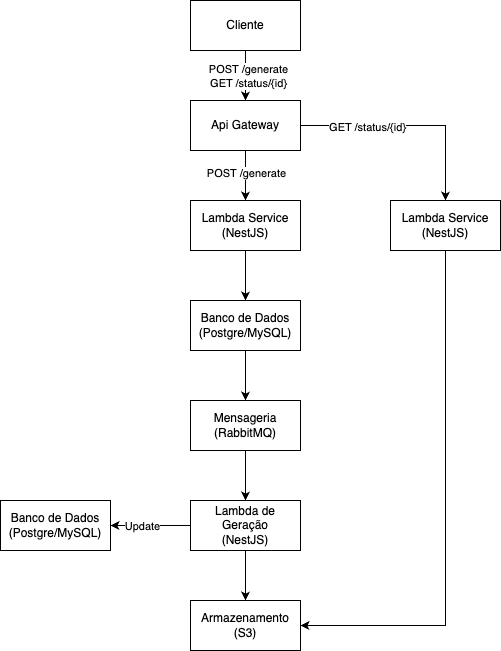 Cliente
POST /generate
GET /status/{id}
Api Gateway
GET /status/{id}
POST /generate
Lambda Service
(NestJS)
Lambda Service
(NestJS)
Banco de Dados
(Postgre/MySQL)
Mensageria
(RabbitMQ)
Banco de Dados
(Postgre/MySQL)
Update
Lambda de
Geração
(NestJS)
Armazenamento
(S3)